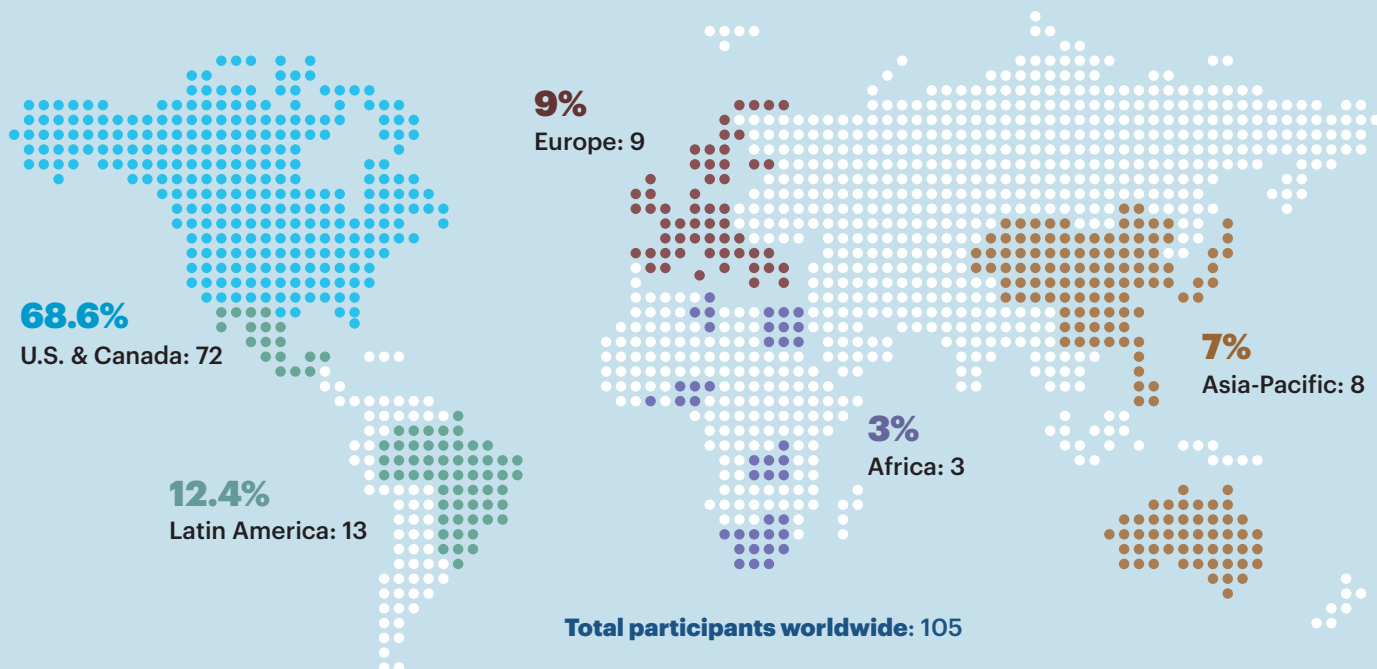 9%
Europe: 9
68.6%
U.S. & Canada: 72
7%
Asia-Pacific: 8
3%
Africa: 3
12.4%
Latin America: 13
Total participants worldwide: 105